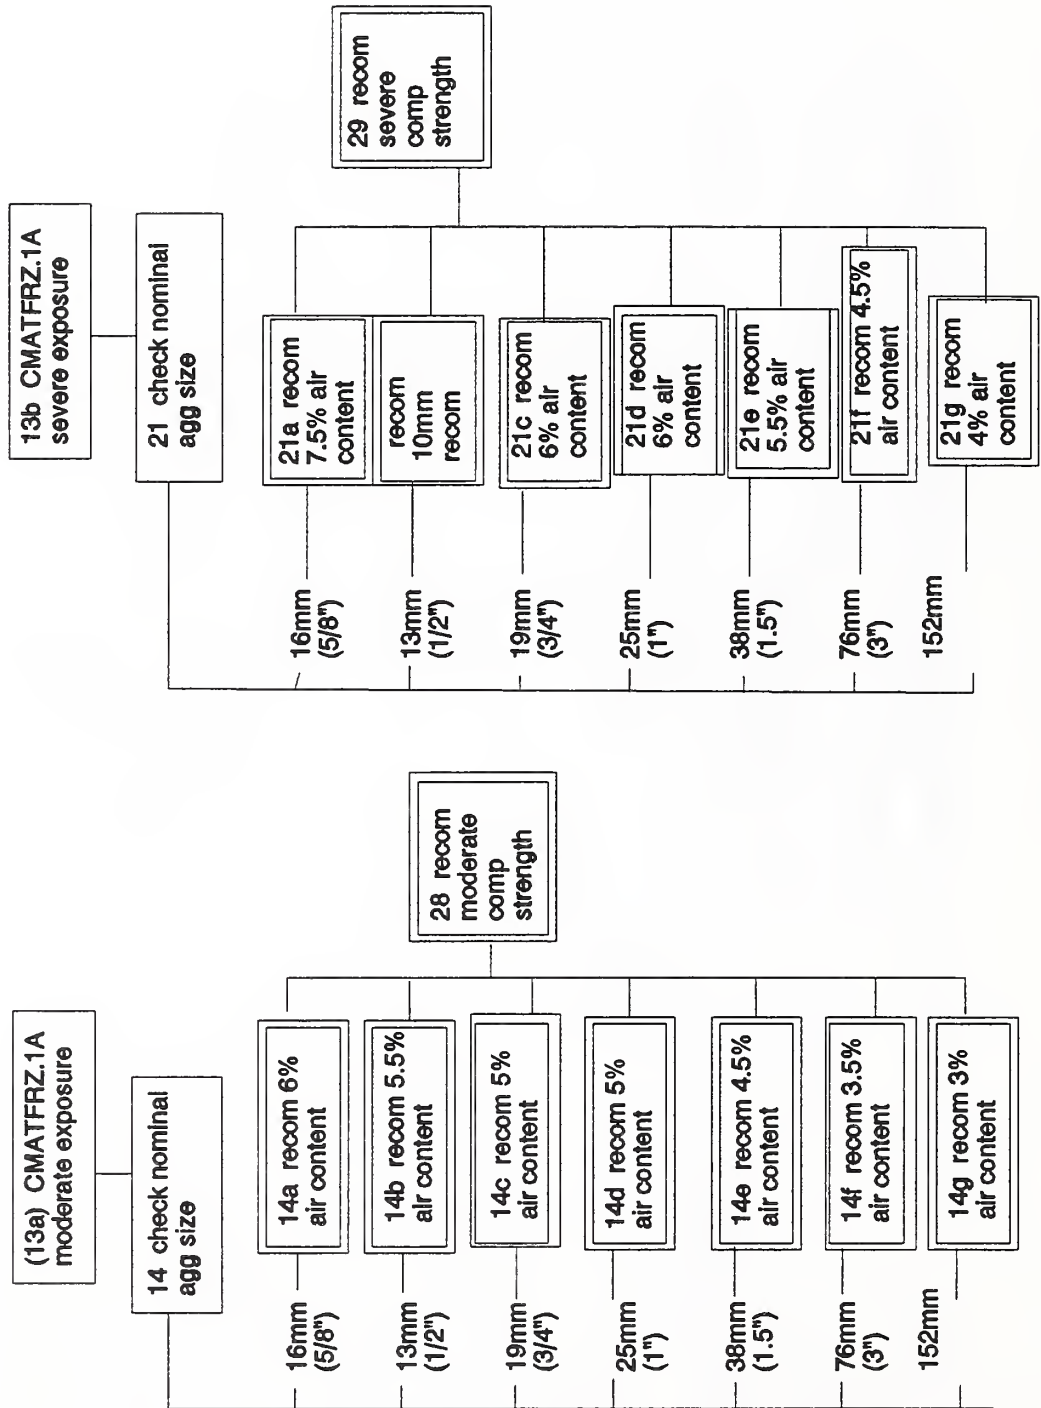 (13a) CMATFRZ.1A
moderate exposure
14 check nominal
agg size
16mm
(5/8")
14a recom 6%
air content
13mm
(1/2")
14b recom 5.5%
air content
19mm
(3/4")
14c recom 5%
air content
25mm
(1")
14d recom 5%
air content
38mm
(1.5")
14e recom 4.5%
air content
76mm
(3")
14f recom 3.5%
air content
152mm
14g recom 3%
air content
28 recom
moderate
comp
strength
13b CMATFRZ.1A
severe exposure
21 check nominal
agg size
16mm
(5/8")
21a recom
7.5% air
content
13mm
(1/2")
recom
10mm
recom
19mm
(3/4")
21c recom
6% air
content
25mm
(1")
21d recom
6% air
content
38mm
(1.5")
21e recom
5.5% air
content
76mm
(3")
21f recom 4.5%
air content
152mm
21g recom
4% air
content
29 recom
severe
comp
strength